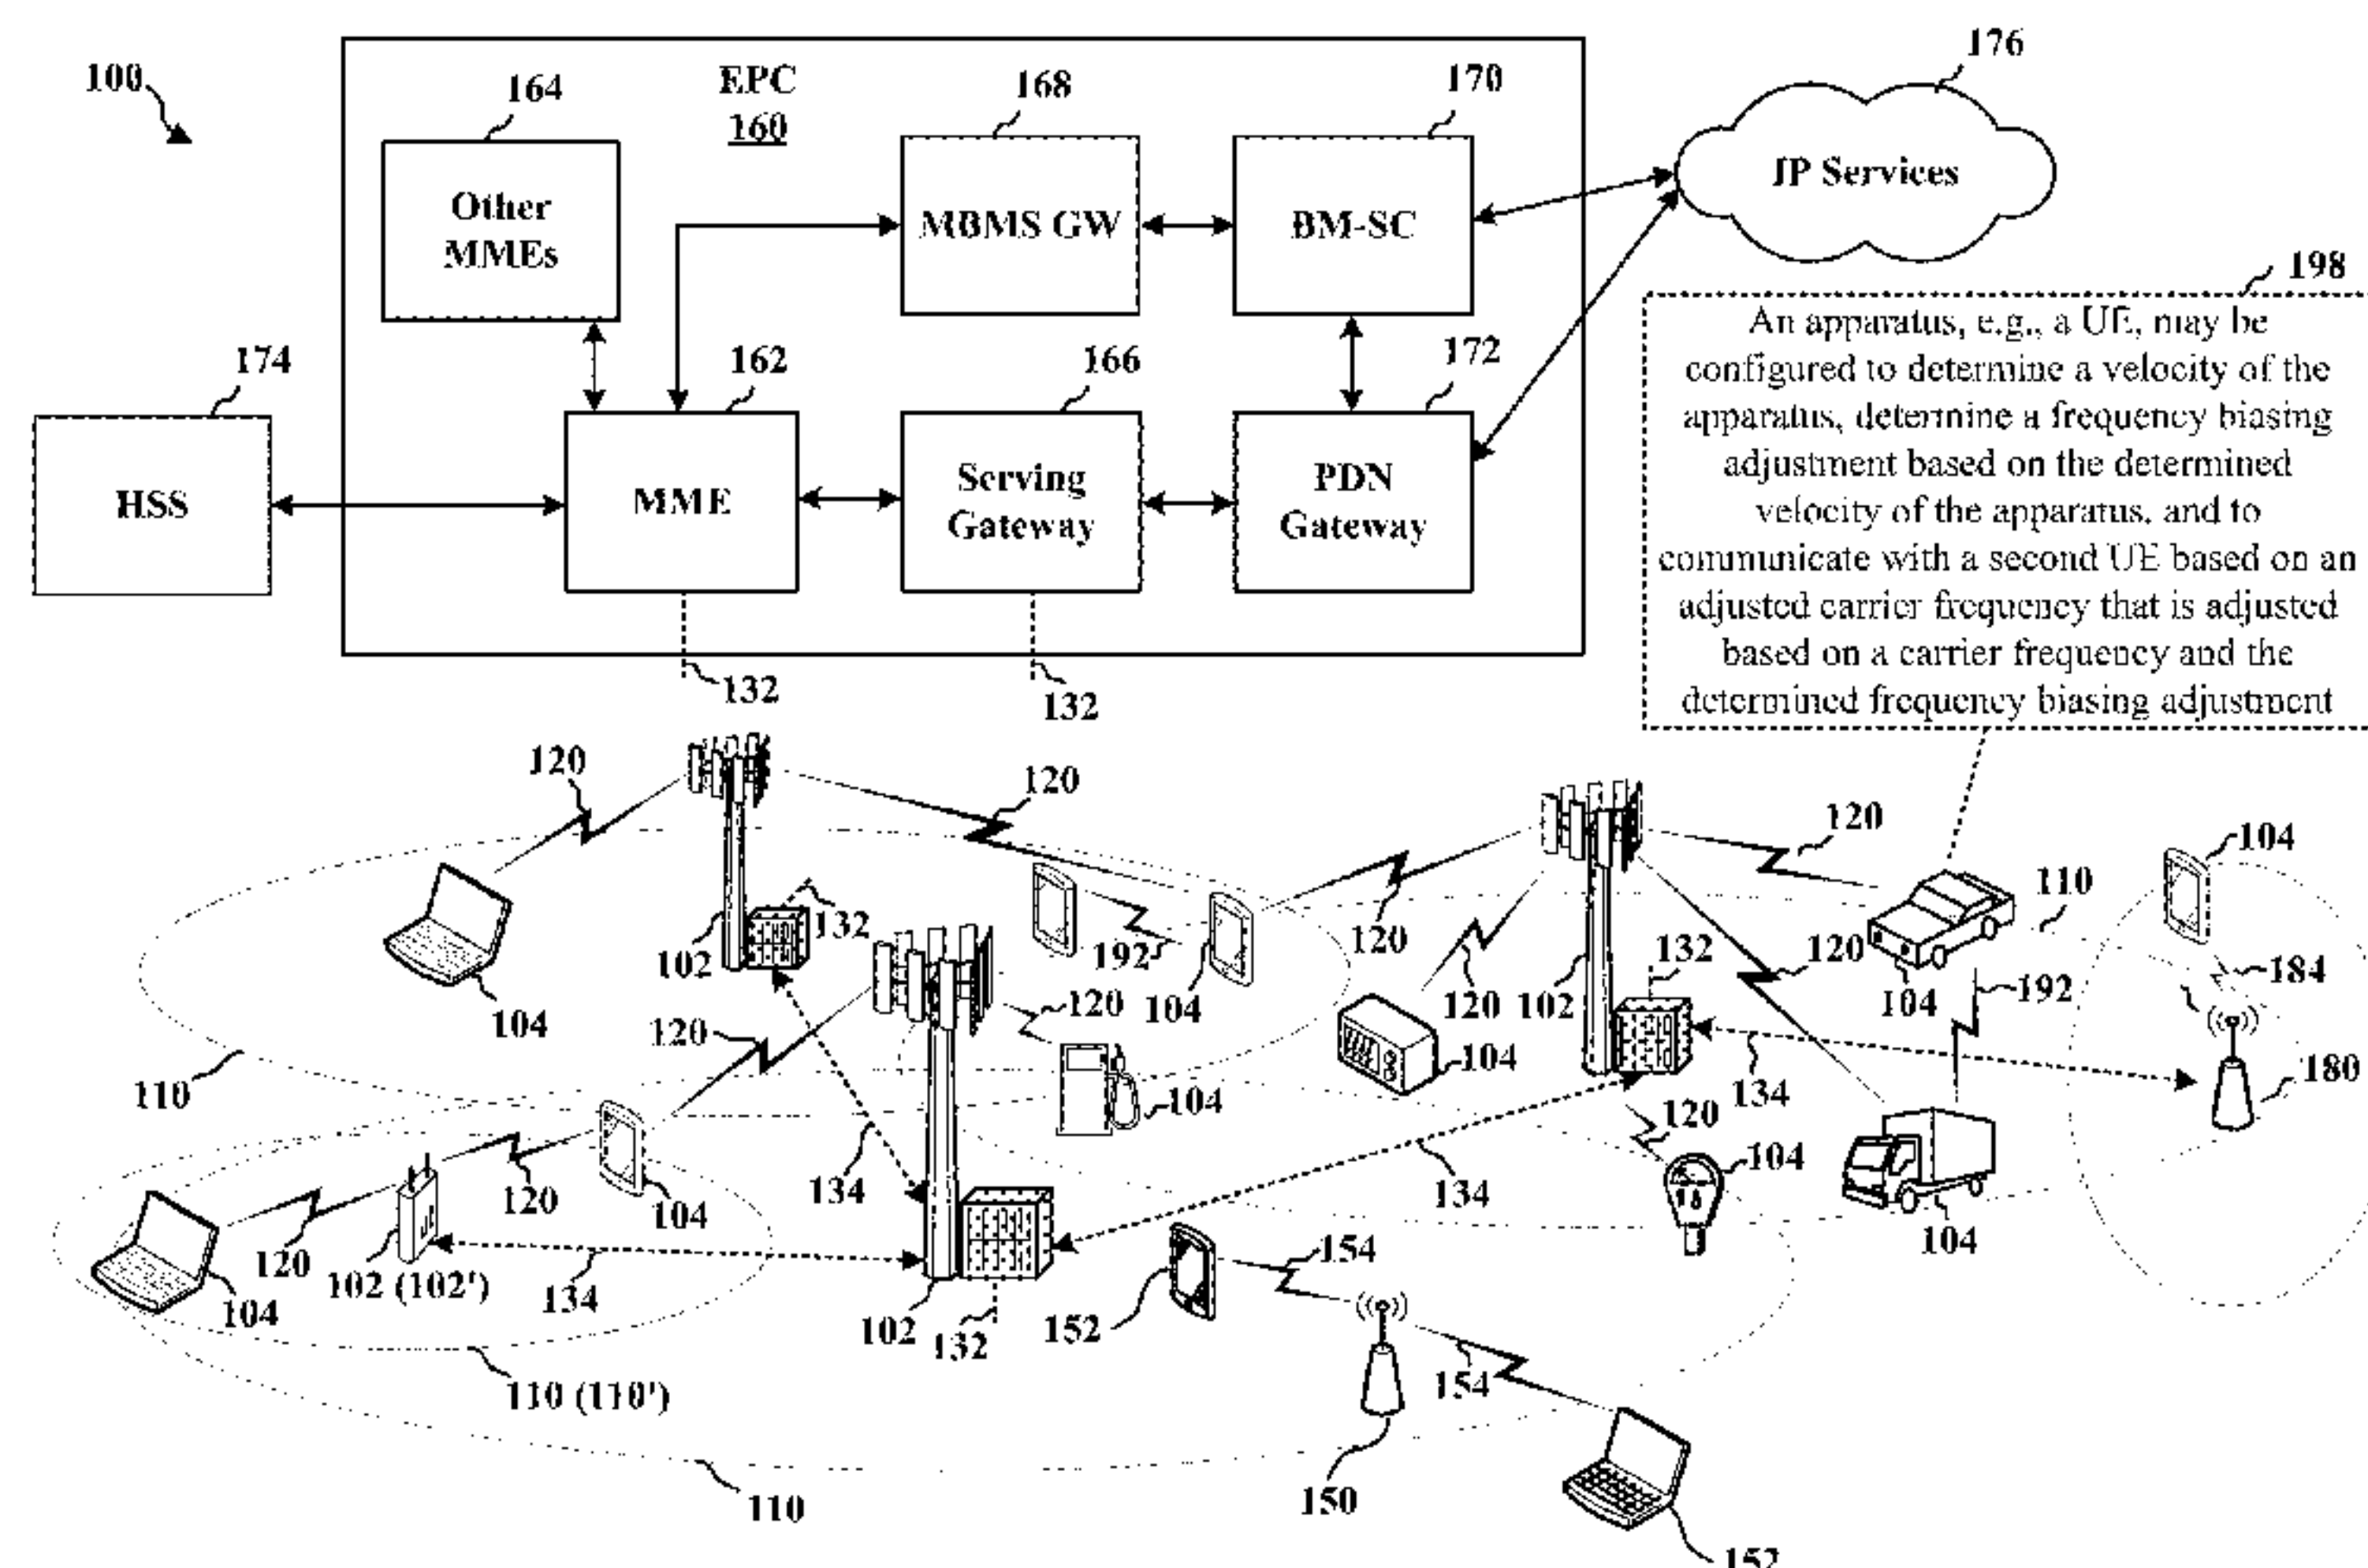 100
EPC
160
164
168
170
176
Other
MMEs
MBMS GW
BM-SC
IP Services
198
174
162
166
172
HSS
MME
Serving
Gateway
PDN
Gateway
An apparatus, e.g., a UE, may be
configured to determine a velocity of the
apparatus, determine a frequency biasing
adjustment based on the determined
velocity of the apparatus, and to
communicate with a second UE based on an
adjusted carrier frequency that is adjusted
based on a carrier frequency and the
determined frequency biasing adjustment
132
132
120
120
120
104
110
132
102
192
104
120
120
102
132
120
104
192
184
104
120
120
104
104
134
180
110
104
134
120
104
120
104
134
134
104
120
102 (102')
134
104
102
132
152
154
154
110 (110')
110
150
152